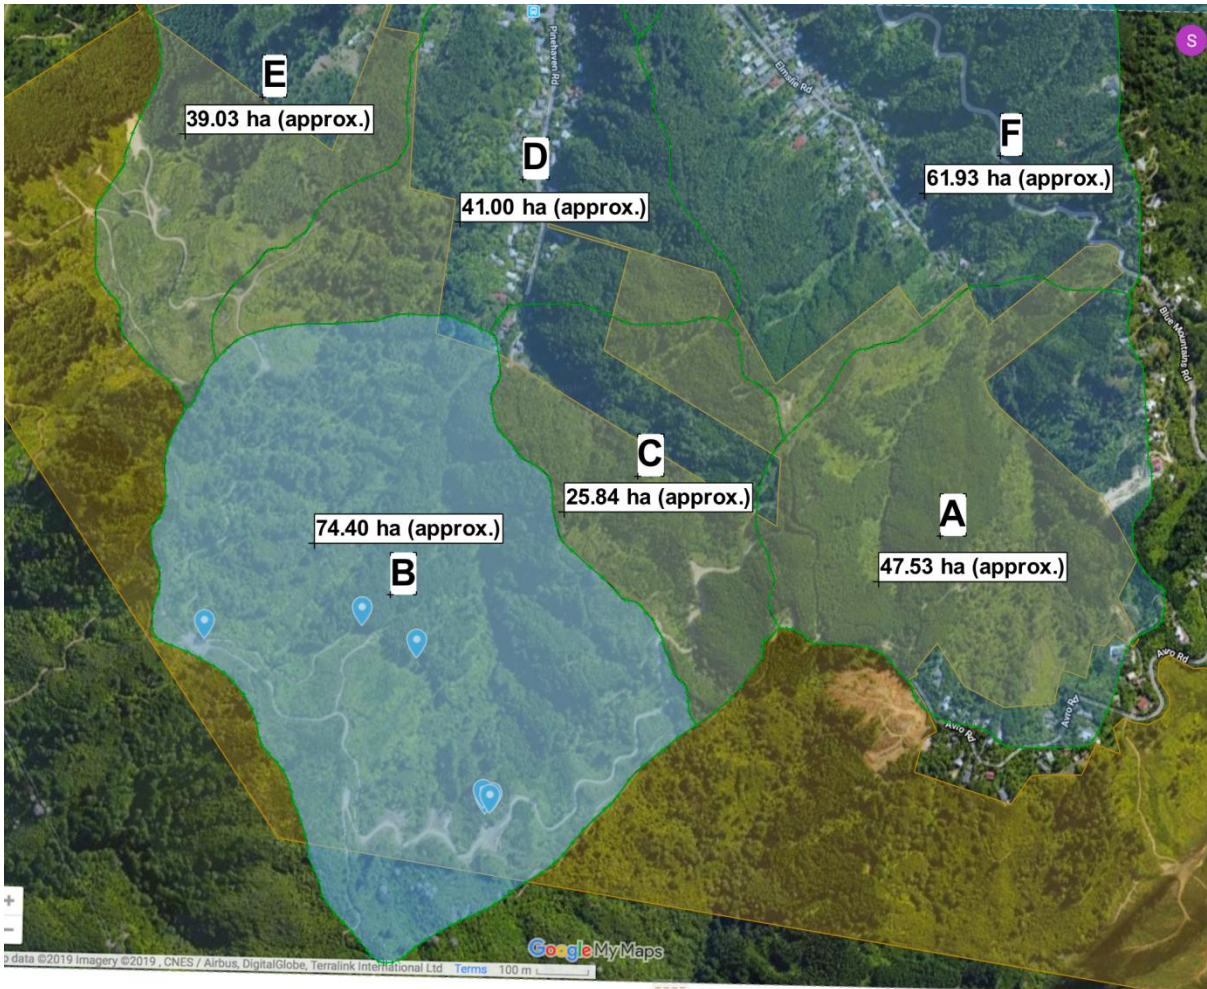 S
Pinehaven Rd
E
39.03 ha (approx.)
Elmslie Rd
F
61.93 ha (approx.)
D
41.00 ha (approx.)
Blue Mountains Rd
C
25.84 ha (approx.)
A
47.53 ha (approx.)
74.40 ha (approx.)
B
Avro Rd
Avro Rd
Avro Rd
+
−
Google My Maps
data ©2019 Imagery ©2019 , CNES / Airbus, DigitalGlobe, Terralink International Ltd Terms 100 m